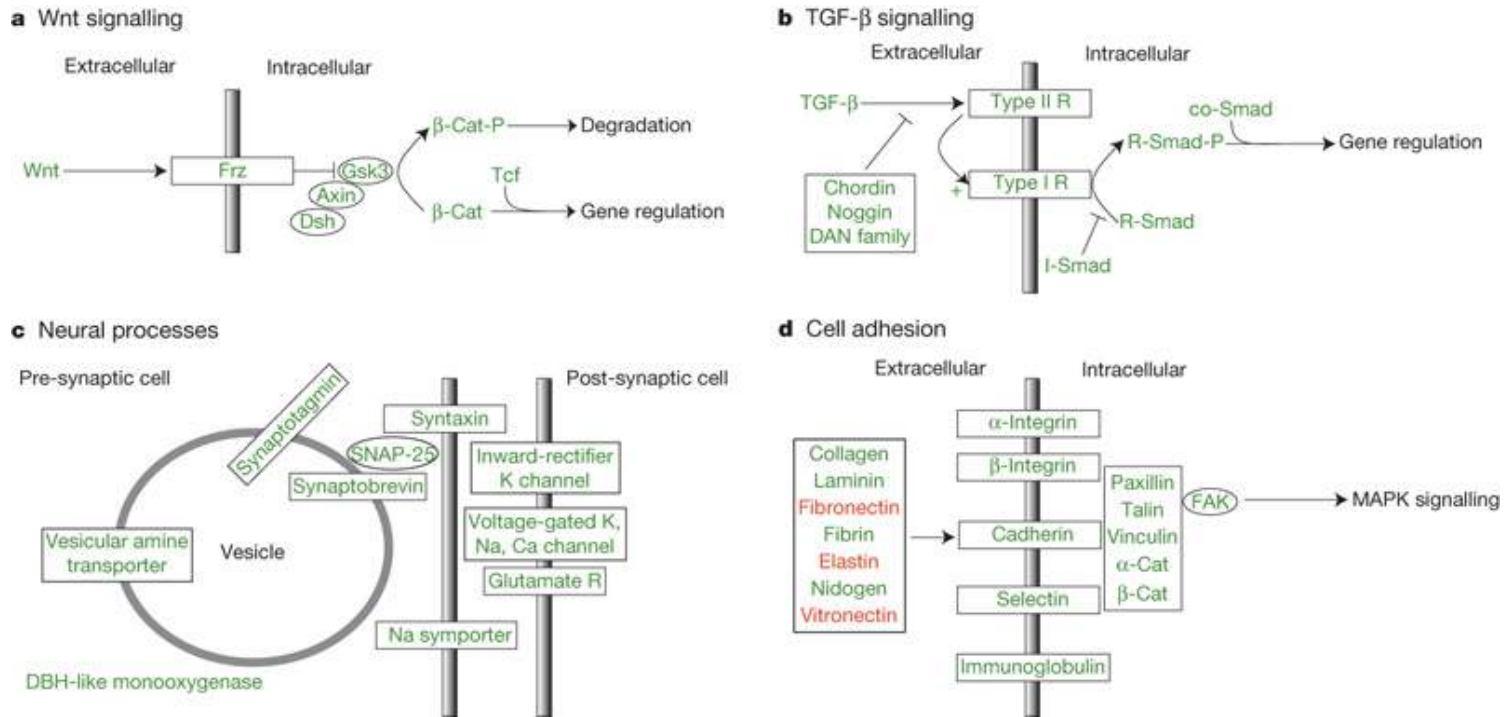 a Wnt signalling
Extracellular
Intracellular
Wnt
Frz
Gsk3
Axin
Dsh
β-Cat-P
Degradation
Tcf
β-Cat
Gene regulation
b TGF-β signalling
Extracellular
Intracellular
TGF-β
Type II R
co-Smad
R-Smad-P
Gene regulation
Chordin
Noggin
DAN family
+
Type I R
R-Smad
I-Smad
c Neural processes
Pre-synaptic cell
Post-synaptic cell
Synaptotagmin
Syntaxin
SNAP-25
Synaptobrevin
Inward-rectifier
K channel
Vesicular amine
transporter
Vesicle
Voltage-gated K,
Na, Ca channel
Glutamate R
Na symporter
DBH-like monooxygenase
d Cell adhesion
Extracellular
Intracellular
Collagen
Laminin
Fibronectin
Fibrin
Elastin
Nidogen
Vitronectin
α-Integrin
β-Integrin
Cadherin
Selectin
Immunoglobulin
Paxillin
Talin
Vinculin
α-Cat
β-Cat
FAK
MAPK signalling